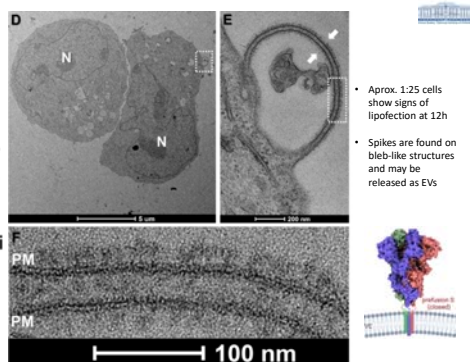 D
E
N
N
5 um
200 nm
• Aprox. 1:25 cells
show signs of
lipofection at 12h
• Spikes are found on
bleb-like structures
and may be
released as EVs
i
F
PM
PM
100 nm
prefusion S
(closed)